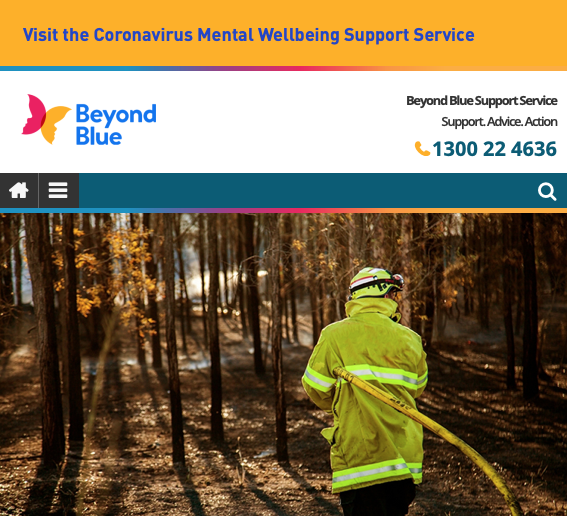 Visit the Coronavirus Mental Wellbeing Support Service
Beyond
Blue
Beyond Blue Support Service
Support. Advice. Action
1300 22 4636